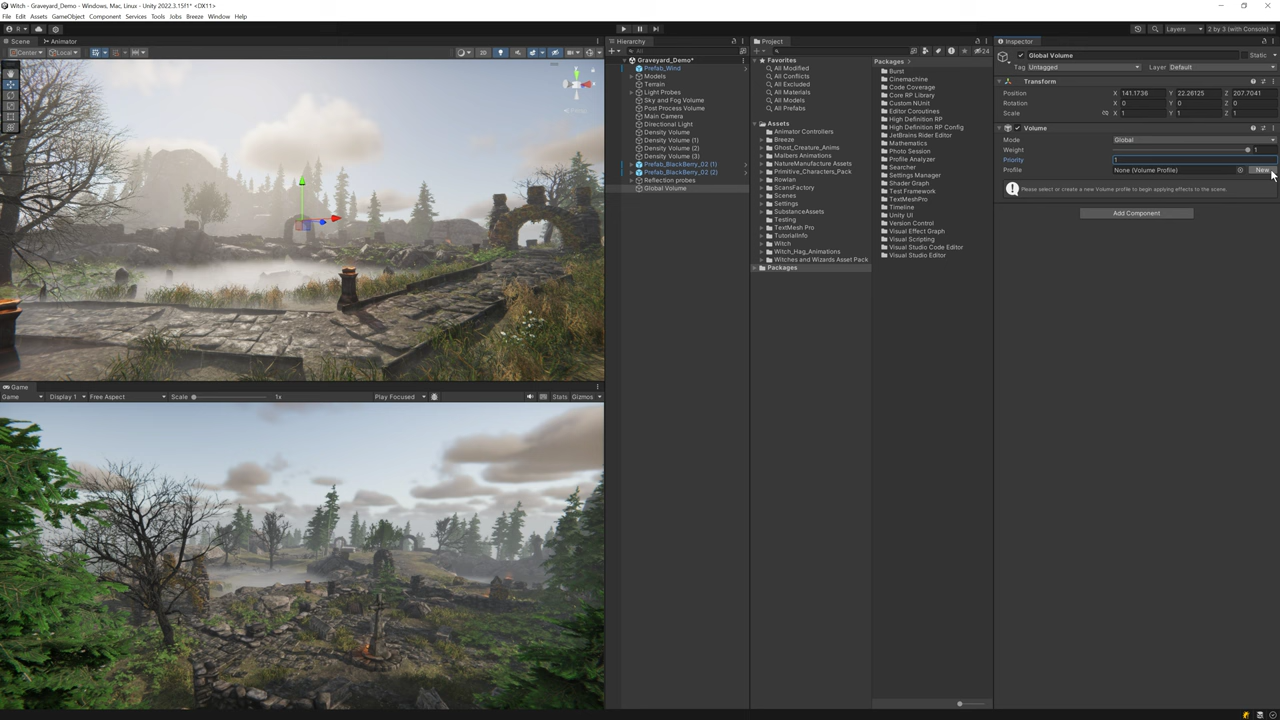 Witch - Graveyard_Demo - Windows, Mac, Linux - Unity 2022.3.15f1* <DX11>
File Edit Assets GameObject Component Services Tools Jobs Breeze Window Help
R
Layers
2 by 3 (with Console)
Scene Animator
Center Local
2D
Hierarchy
All
Graveyard_Demo*
Prefab_Wind
Models
Terrain
Light Probes
Sky and Fog Volume
Post Process Volume
Main Camera
Directional Light
Density Volume
Density Volume (1)
Density Volume (2)
Density Volume (3)
Prefab_BlackBerry_02 (1)
Prefab_BlackBerry_02 (2)
Reflection probes
Global Volume
Project
24
Favorites
All Modified
All Conflicts
All Excluded
All Materials
All Models
All Prefabs
Assets
Animator Controllers
Breeze
Ghost_Creature_Anims
Malbers Animations
NatureManufacture Assets
Primitive_Characters_Pack
Rowlan
ScansFactory
Scenes
Settings
SubstanceAssets
Testing
TextMesh Pro
TutorialInfo
Witch
Witch_Hag_Animations
Witches and Wizards Asset Pack
Packages
Packages
Burst
Cinemachine
Code Coverage
Core RP Library
Custom NUnit
Editor Coroutines
High Definition RP
High Definition RP Config
JetBrains Rider Editor
Mathematics
Photo Session
Profile Analyzer
Searcher
Settings Manager
Shader Graph
Test Framework
TextMeshPro
Timeline
Unity UI
Version Control
Visual Effect Graph
Visual Scripting
Visual Studio Code Editor
Visual Studio Editor
Inspector
Global Volume
Static
Tag Untagged Layer Default
Transform
Position X 141.1736 Y 22.26125 Z 207.7041
Rotation X 0 Y 0 Z 0
Scale X 1 Y 1 Z 1
Volume
Mode Global
Weight 1
Priority 1
Profile None (Volume Profile) New
Please select or create a new Volume profile to begin applying effects to the scene.
Add Component
Game
Game Display 1 Free Aspect Scale 1x Play Focused Stats Gizmos